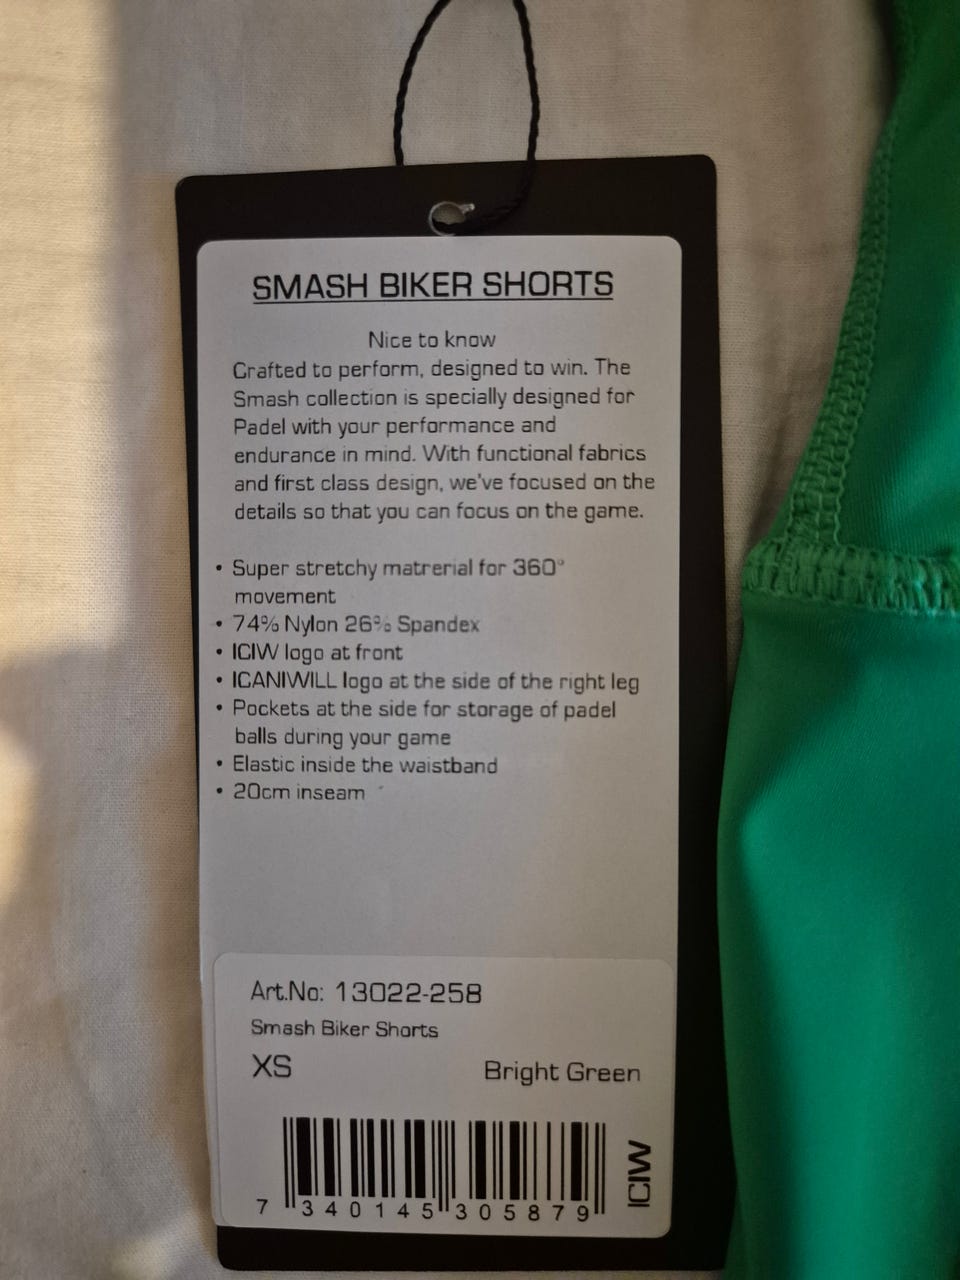 SMASH BIKER SHORTS
Nice to know
Crafted to perform, designed to win. The
Smash collection is specially designed for
Padel with your performance and
endurance in mind. With functional fabrics
and first class design, we've focused on the
details so that you can focus on the game.
• Super stretchy matrerial for 360°
movement
• 74% Nylon 26% Spandex
• ICIW logo at front
• ICANIWILL logo at the side of the right leg
• Pockets at the side for storage of padel
balls during your game
• Elastic inside the waistband
• 20cm inseam
Art.No: 13022-258
Smash Biker Shorts
XS Bright Green
7 340145 305879
ICIW